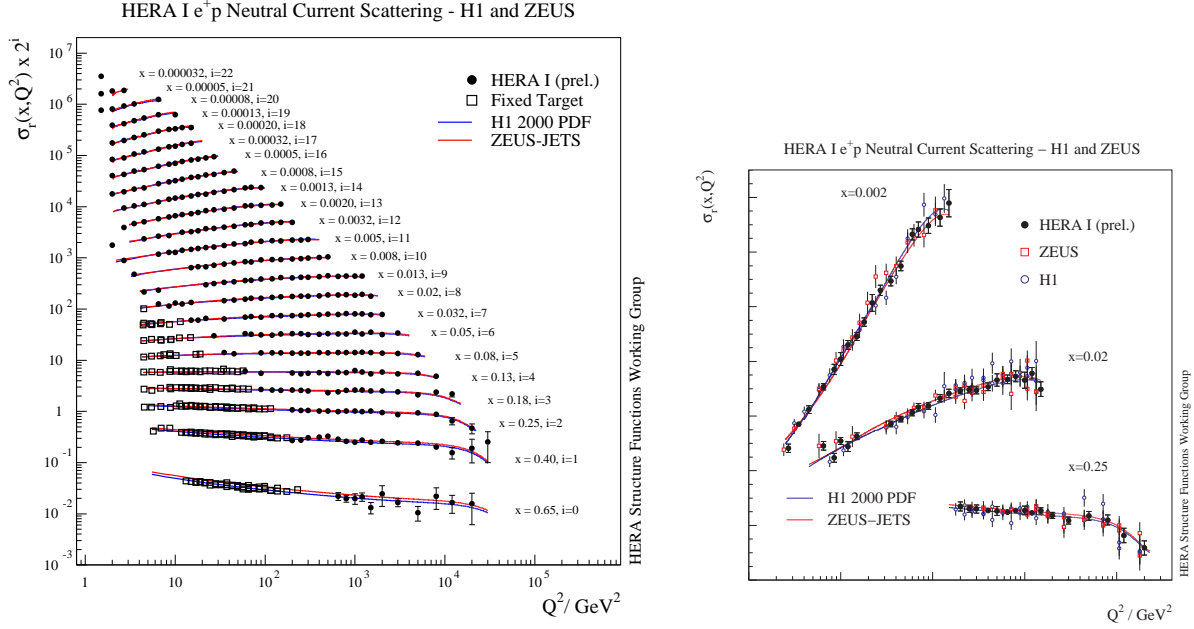 HERA I e⁺p Neutral Current Scattering - H1 and ZEUS
σr(x,Q²) x 2ⁱ
10⁷
10⁶
10⁵
10⁴
10³
10²
10
1
10⁻¹
10⁻²
10⁻³
x = 0.000032, i=22
x = 0.00005, i=21
x = 0.00008, i=20
x = 0.00013, i=19
x = 0.00020, i=18
x = 0.00032, i=17
x = 0.0005, i=16
x = 0.0008, i=15
x = 0.0013, i=14
x = 0.0020, i=13
x = 0.0032, i=12
x = 0.005, i=11
x = 0.008, i=10
x = 0.013, i=9
x = 0.02, i=8
x = 0.032, i=7
x = 0.05, i=6
x = 0.08, i=5
x = 0.13, i=4
x = 0.18, i=3
x = 0.25, i=2
x = 0.40, i=1
x = 0.65, i=0
HERA I (prel.)
Fixed Target
H1 2000 PDF
ZEUS-JETS
1
10
10²
10³
10⁴
10⁵
Q²/ GeV²
HERA Structure Functions Working Group
HERA I e⁺p Neutral Current Scattering – H1 and ZEUS
σr(x,Q²)
x=0.002
HERA I (prel.)
ZEUS
H1
x=0.02
x=0.25
H1 2000 PDF
ZEUS–JETS
Q²/ GeV²
HERA Structure Functions Working Group